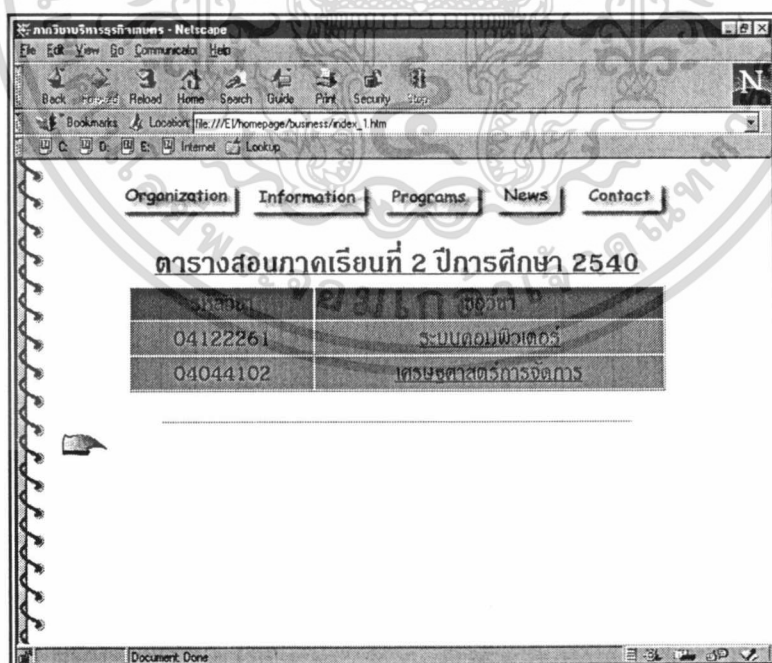 ภาควิชาบริหารธุรกิจเกษตร - Netscape
File Edit View Go Communicator Help
Back Forward Reload Home Search Guide Print Security Stop
N
Bookmarks Location: file:///E|/homepage/business/index_1.htm
C: D: E: Internet Lookup
Organization Information Programs News Contact
ตารางสอนภาคเรียนที่ 2 ปีการศึกษา 2540
รหัสวิชา ชื่อวิชา
04122261 ระบบคอมพิวเตอร์
04044102 เศรษฐศาสตร์การจัดการ
Document: Done